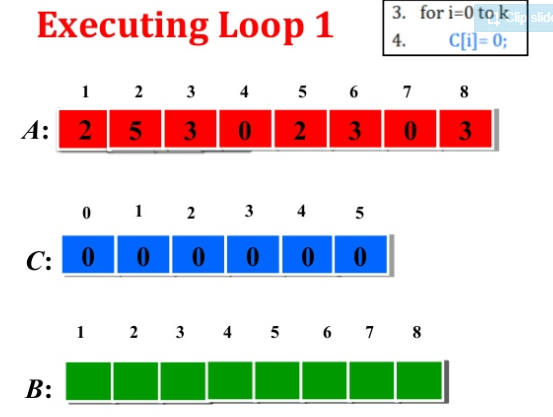 Executing Loop 1
3. for i=0 to k
4. C[i]= 0;
Clip slide
1 2 3 4 5 6 7 8
A: 2 5 3 0 2 3 0 3
0 1 2 3 4 5
C: 0 0 0 0 0 0
1 2 3 4 5 6 7 8
B: